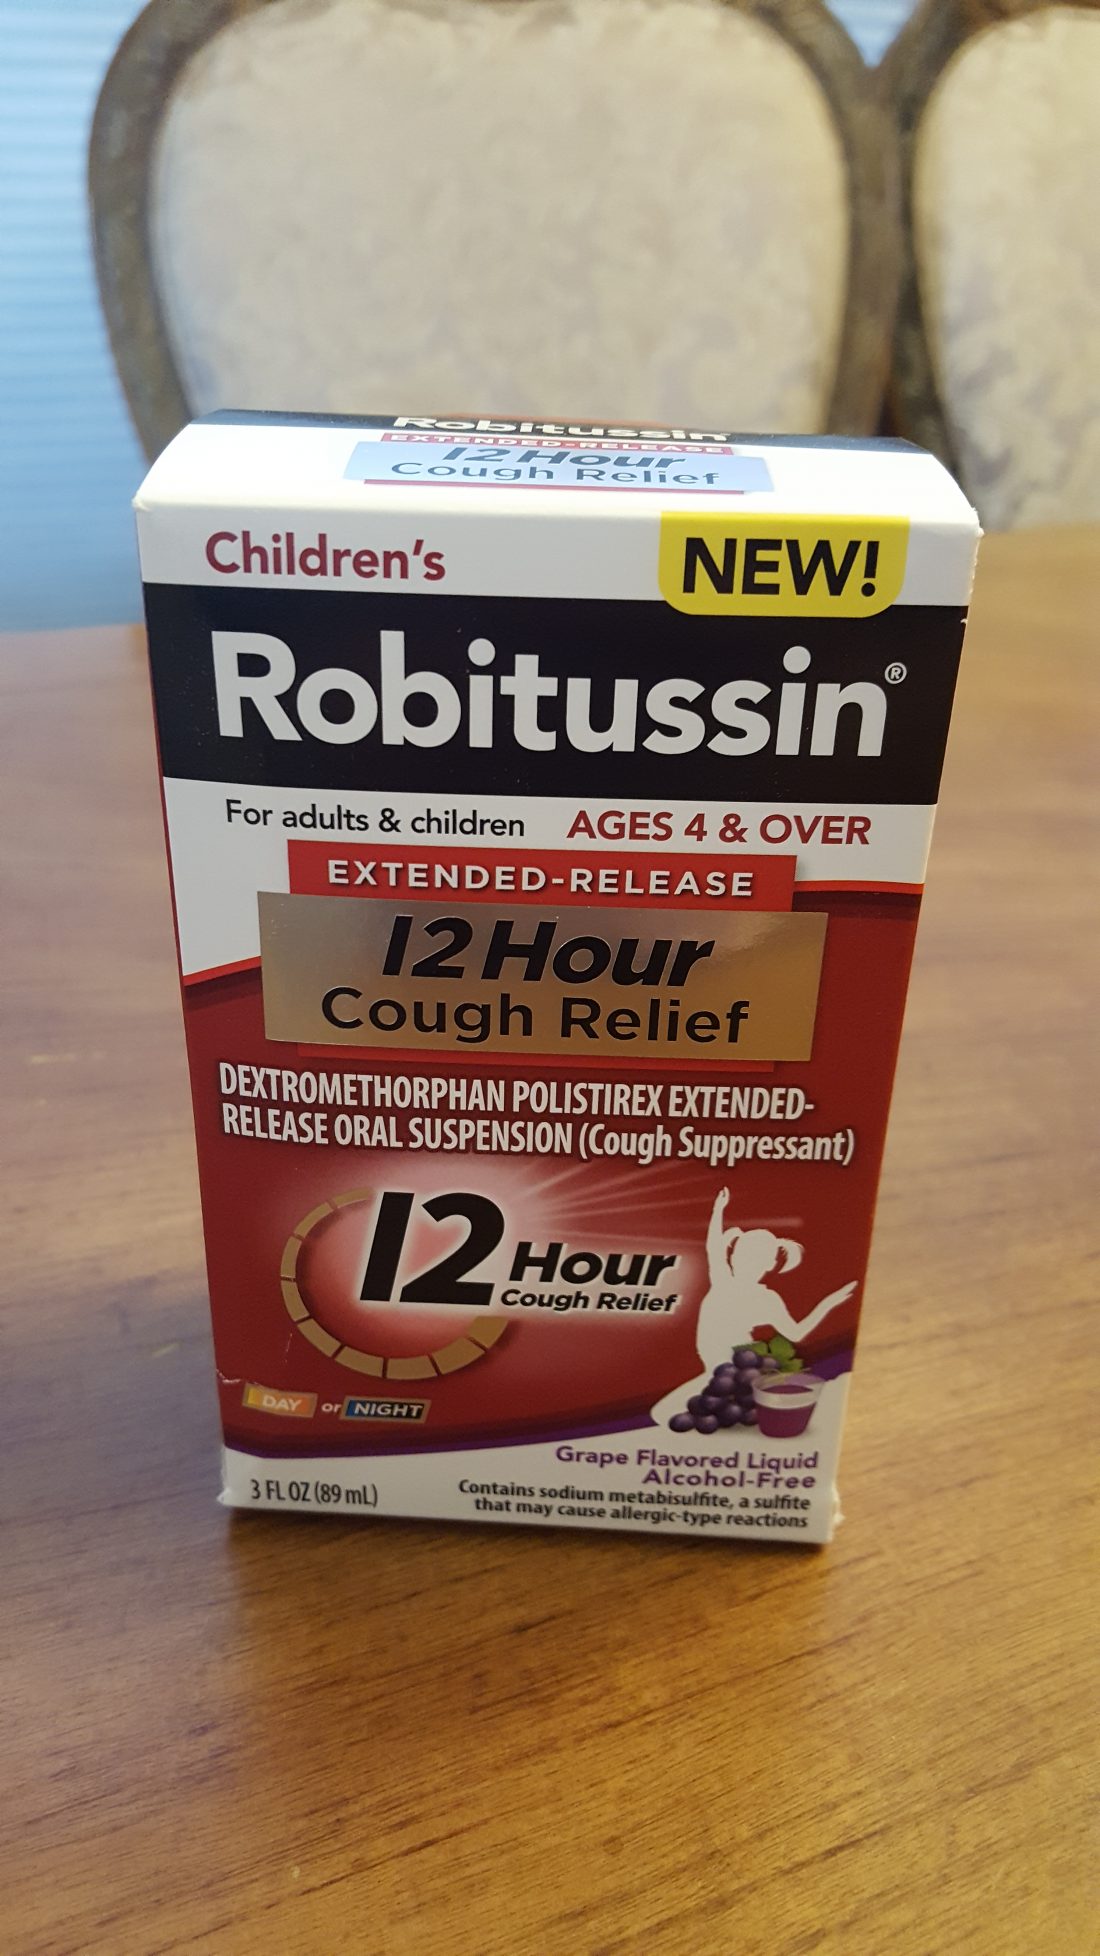 Robitussin
EXTENDED-RELEASE
12 Hour
Cough Relief
Children's
NEW!
Robitussin®
For adults & children AGES 4 & OVER
EXTENDED-RELEASE
12 Hour
Cough Relief
DEXTROMETHORPHAN POLISTIREX EXTENDED-
RELEASE ORAL SUSPENSION (Cough Suppressant)
12 Hour
Cough Relief
DAY or NIGHT
Grape Flavored Liquid
Alcohol-Free
3 FL OZ (89 mL)
Contains sodium metabisulfite, a sulfite
that may cause allergic-type reactions